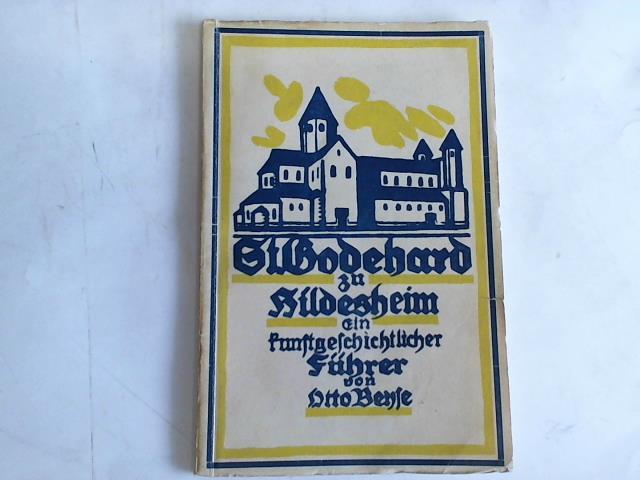 St. Godehard
zu
Hildesheim
ein
kunſtgeſchichtlicher
Führer
von
Otto Beyſe